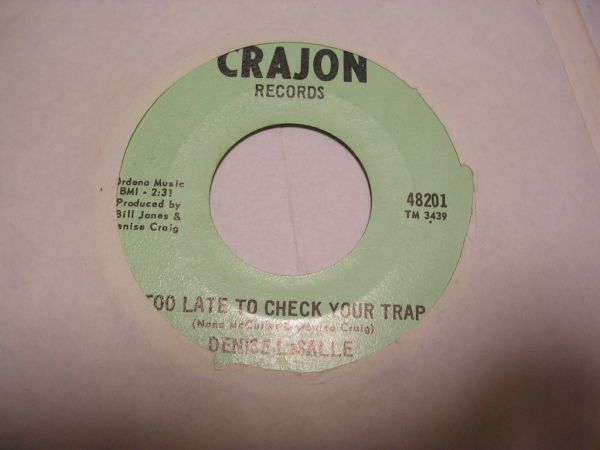 CRAJON
RECORDS
Ordena Music
BMI - 2:31
Produced by
Bill Jones &
enise Craig
48201
TM 3439
TOO LATE TO CHECK YOUR TRAP
Craig)
DENISE LaSALLE